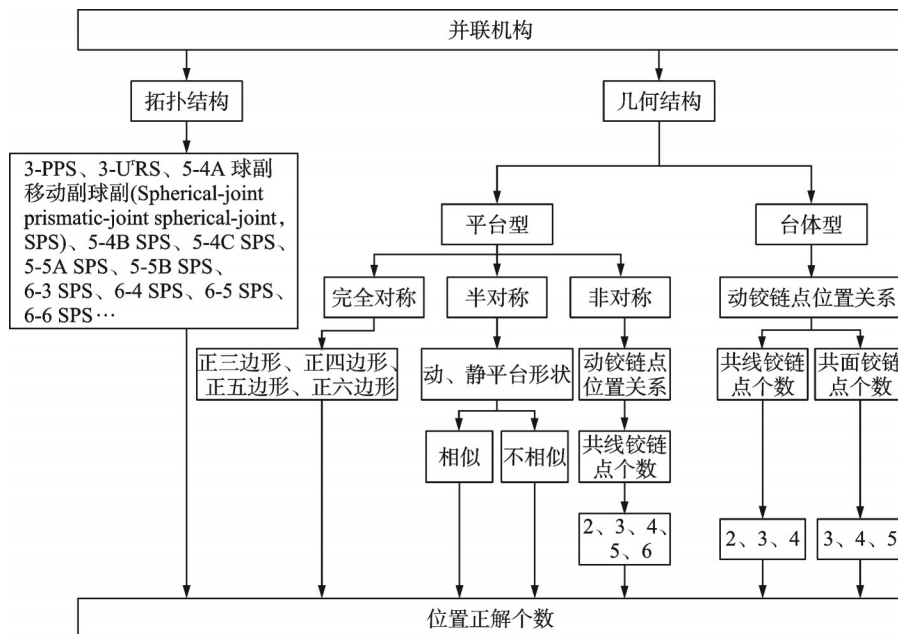 并联机构
拓扑结构
几何结构
3-PPS、3-UʳRS、5-4A 球副
移动副球副(Spherical-joint
prismatic-joint spherical-joint,
SPS)、5-4B SPS、5-4C SPS、
5-5A SPS、5-5B SPS、
6-3 SPS、6-4 SPS、6-5 SPS、
6-6 SPS…
平台型
台体型
完全对称
半对称
非对称
动铰链点位置关系
正三边形、正四边形、
正五边形、正六边形
动、静平台形状
动铰链点
位置关系
共线铰链
点个数
共面铰链
点个数
相似
不相似
共线铰链
点个数
2、3、4、
5、6
2、3、4
3、4、5
位置正解个数